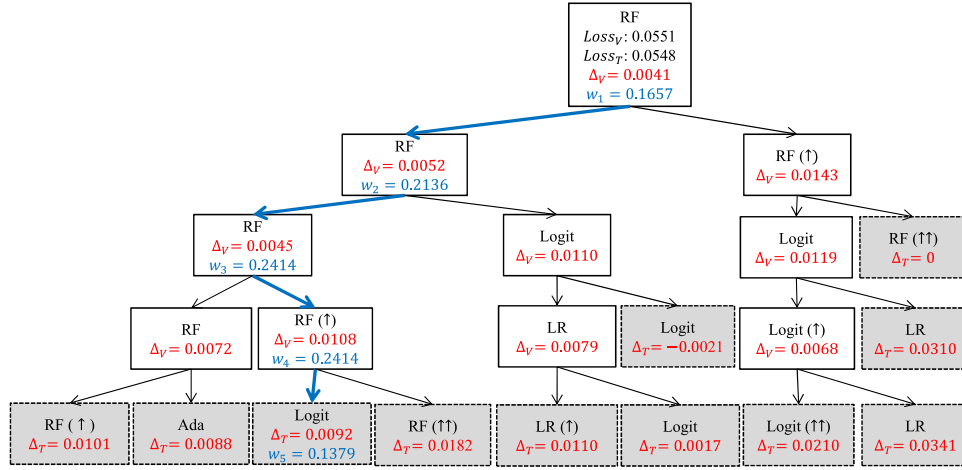 RF
Loss_V: 0.0551
Loss_T: 0.0548
Δ_V= 0.0041
w_1 = 0.1657
RF
Δ_V= 0.0052
w_2 = 0.2136
RF (↑)
Δ_V= 0.0143
RF
Δ_V= 0.0045
w_3 = 0.2414
Logit
Δ_V= 0.0110
Logit
Δ_V= 0.0119
RF (↑↑)
Δ_T= 0
RF
Δ_V= 0.0072
RF (↑)
Δ_V= 0.0108
w_4 = 0.2414
LR
Δ_V= 0.0079
Logit
Δ_T= −0.0021
Logit (↑)
Δ_V= 0.0068
LR
Δ_T= 0.0310
RF ( ↑ )
Δ_T= 0.0101
Ada
Δ_T= 0.0088
Logit
Δ_T= 0.0092
w_5 = 0.1379
RF (↑↑)
Δ_T= 0.0182
LR (↑)
Δ_T= 0.0110
Logit
Δ_T= 0.0017
Logit (↑↑)
Δ_T= 0.0210
LR
Δ_T= 0.0341